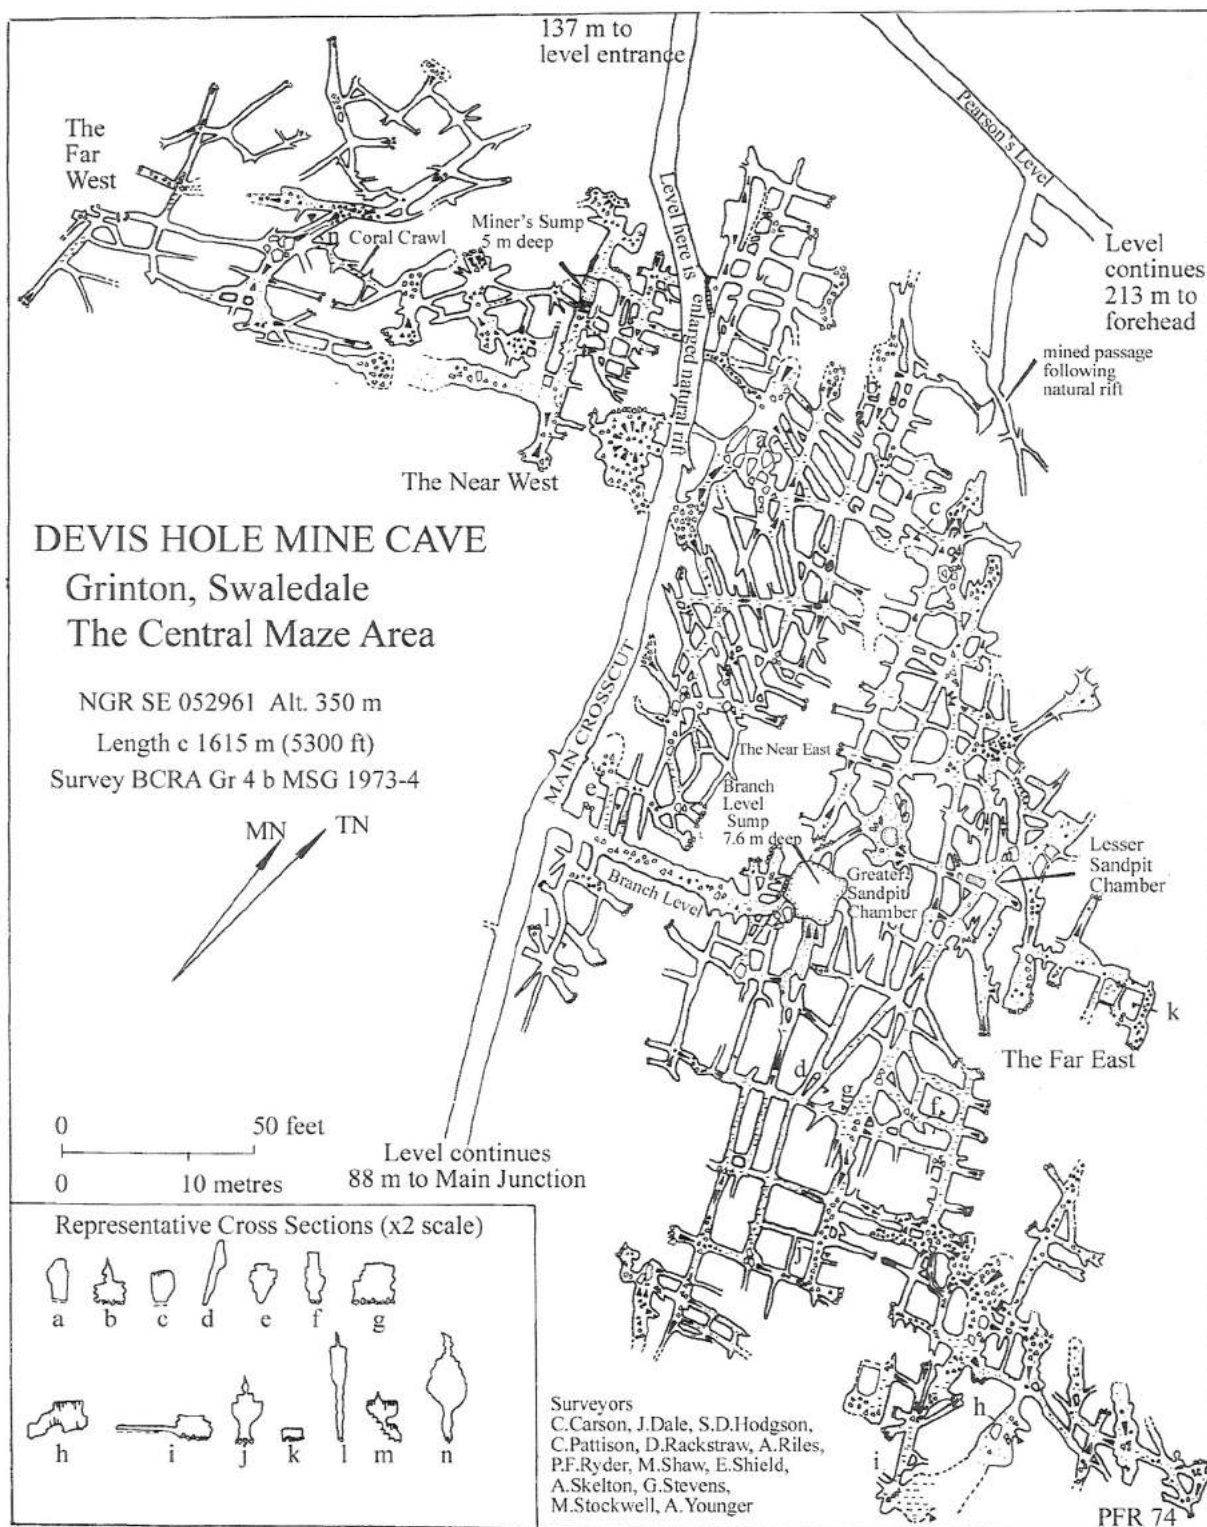 137 m to
level entrance
Pearson's Level
The
Far
West
Level here is enlarged natural rift
Miner's Sump
5 m deep
Coral Crawl
Level
continues
213 m to
forehead
mined passage
following
natural rift
b
a
The Near West
c
DEVIS HOLE MINE CAVE
Grinton, Swaledale
The Central Maze Area
NGR SE 052961 Alt. 350 m
Length c 1615 m (5300 ft)
Survey BCRA Gr 4 b MSG 1973-4
MN
TN
MAIN CROSSCUT
The Near East
e
Branch
Level
Sump
7.6 m deep
Lesser
Sandpit
Chamber
Greater
Sandpit
Chamber
Branch Level
l
k
The Far East
d
g
f
0 50 feet
0 10 metres
Level continues
88 m to Main Junction
j
h
i
Representative Cross Sections (x2 scale)
a b c d e f g
h i j k l m n
Surveyors
C.Carson, J.Dale, S.D.Hodgson,
C.Pattison, D.Rackstraw, A.Riles,
P.F.Ryder, M.Shaw, E.Shield,
A.Skelton, G.Stevens,
M.Stockwell, A.Younger
PFR 74